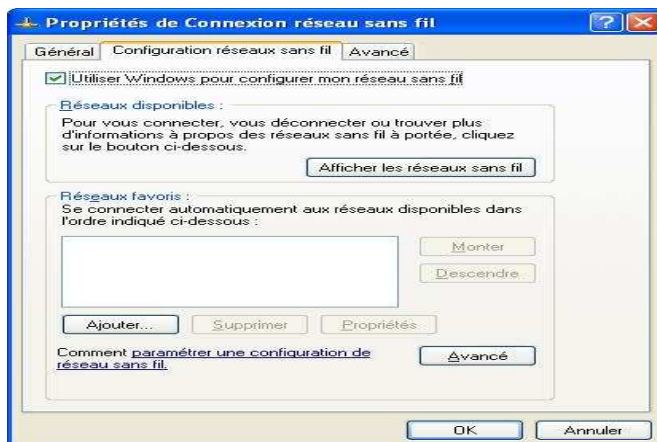 Propriétés de Connexion réseau sans fil
Général Configuration réseaux sans fil Avancé
Utiliser Windows pour configurer mon réseau sans fil
Réseaux disponibles :
Pour vous connecter, vous déconnecter ou trouver plus
d'informations à propos des réseaux sans fil à portée, cliquez
sur le bouton ci-dessous.
Afficher les réseaux sans fil
Réseaux favoris :
Se connecter automatiquement aux réseaux disponibles dans
l'ordre indiqué ci-dessous :
Monter
Descendre
Ajouter... Supprimer Propriétés
Comment paramétrer une configuration de
réseau sans fil.
Avancé
OK Annuler